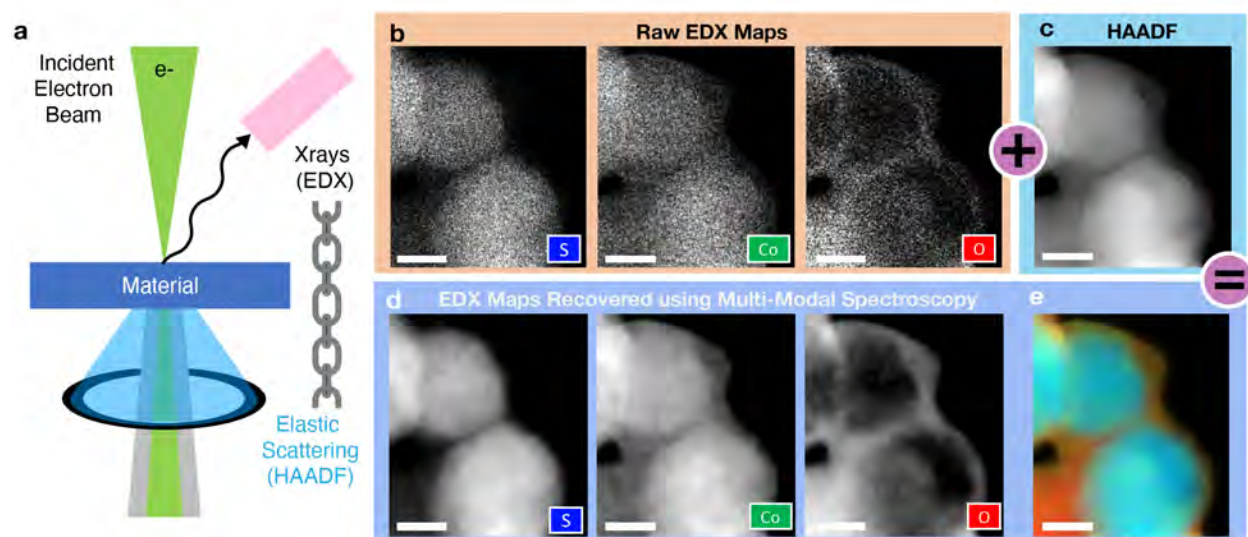 a
Incident
Electron
Beam
e-
Xrays
(EDX)
Material
Elastic
Scattering
(HAADF)
b
Raw EDX Maps
S
Co
O
+
c
HAADF
=
d
EDX Maps Recovered using Multi-Modal Spectroscopy
S
Co
O
e